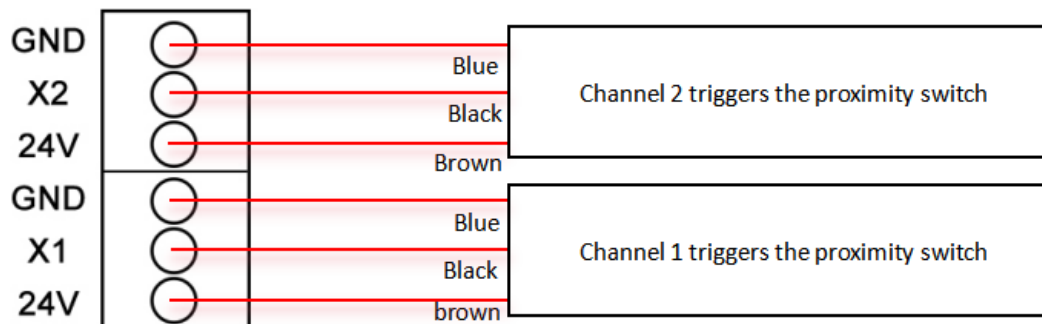 GND
Blue
X2
Channel 2 triggers the proximity switch
Black
24V
Brown
GND
Blue
X1
Channel 1 triggers the proximity switch
Black
24V
brown